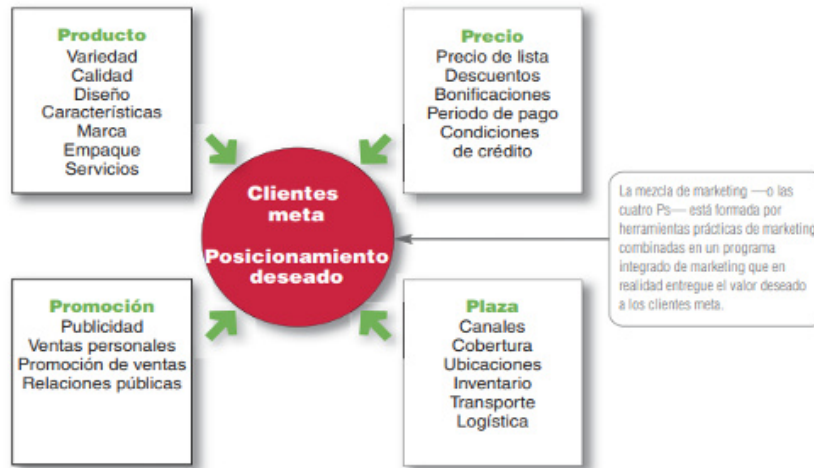 Producto
Variedad
Calidad
Diseño
Características
Marca
Empaque
Servicios
Precio
Precio de lista
Descuentos
Bonificaciones
Periodo de pago
Condiciones
de crédito
Clientes
meta
Posicionamiento
deseado
La mezcla de marketing —o las
cuatro Ps— está formada por
herramientas prácticas de marketing
combinadas en un programa
integrado de marketing que en
realidad entregue el valor deseado
a los clientes meta.
Promoción
Publicidad
Ventas personales
Promoción de ventas
Relaciones públicas
Plaza
Canales
Cobertura
Ubicaciones
Inventario
Transporte
Logística